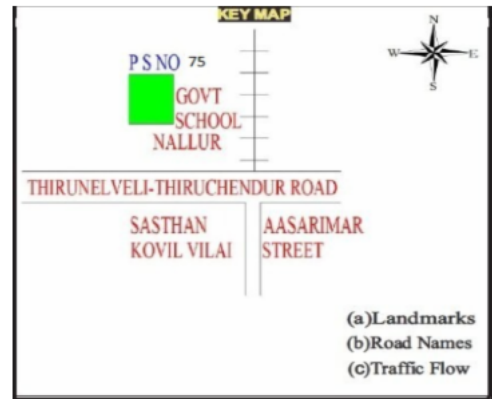 KEY MAP
N
P S NO 75
W E
S
GOVT
SCHOOL
NALLUR
THIRUNELVELI-THIRUCHENDUR ROAD
SASTHAN AASARIMAR
KOVIL VILAI STREET
(a)Landmarks
(b)Road Names
(c)Traffic Flow